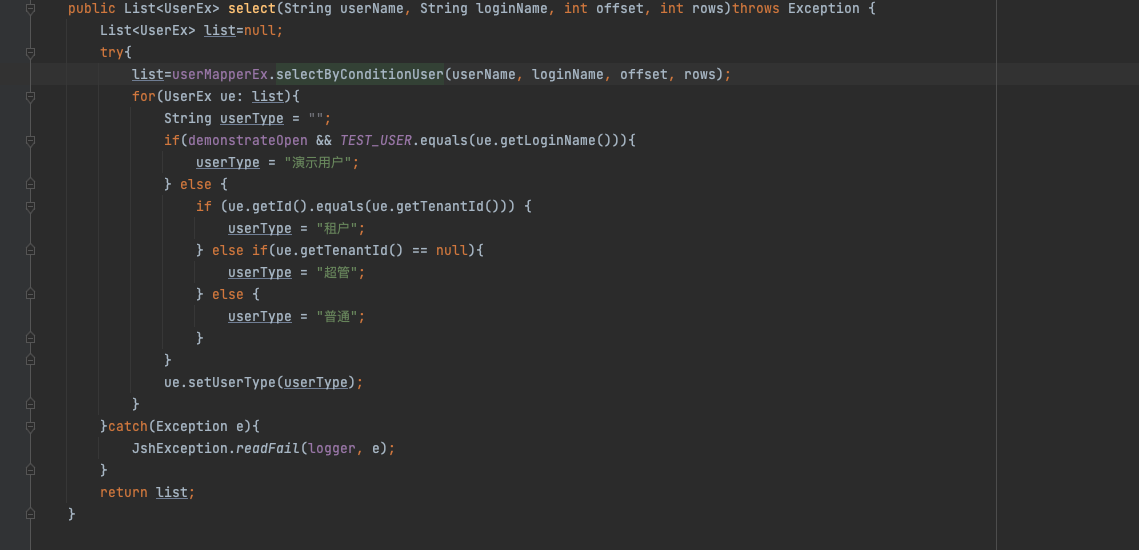 public List<UserEx> select(String userName, String loginName, int offset, int rows)throws Exception {
List<UserEx> list=null;
try{
list=userMapperEx.selectByConditionUser(userName, loginName, offset, rows);
for(UserEx ue: list){
String userType = "";
if(demonstrateOpen && TEST_USER.equals(ue.getLoginName())){
userType = "演示用户";
} else {
if (ue.getId().equals(ue.getTenantId())) {
userType = "租户";
} else if(ue.getTenantId() == null){
userType = "超管";
} else {
userType = "普通";
}
}
ue.setUserType(userType);
}
}catch(Exception e){
JshException.readFail(logger, e);
}
return list;
}